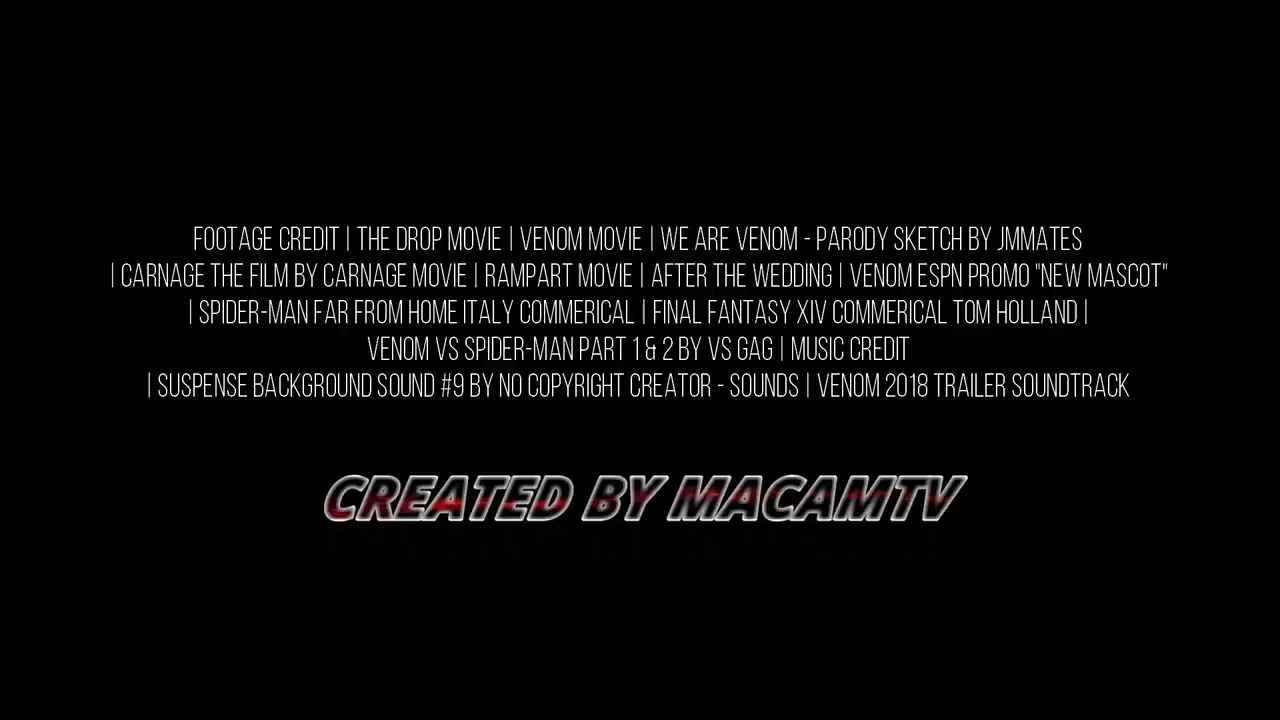 FOOTAGE CREDIT | THE DROP MOVIE | VENOM MOVIE | WE ARE VENOM - PARODY SKETCH BY JMMATES
| CARNAGE THE FILM BY CARNAGE MOVIE | RAMPART MOVIE | AFTER THE WEDDING | VENOM ESPN PROMO "NEW MASCOT"
| SPIDER-MAN FAR FROM HOME ITALY COMMERICAL | FINAL FANTASY XIV COMMERICAL TOM HOLLAND |
VENOM VS SPIDER-MAN PART 1 & 2 BY VS GAG | MUSIC CREDIT
| SUSPENSE BACKGROUND SOUND #9 BY NO COPYRIGHT CREATOR - SOUNDS | VENOM 2018 TRAILER SOUNDTRACK
CREATED BY MACAMTV